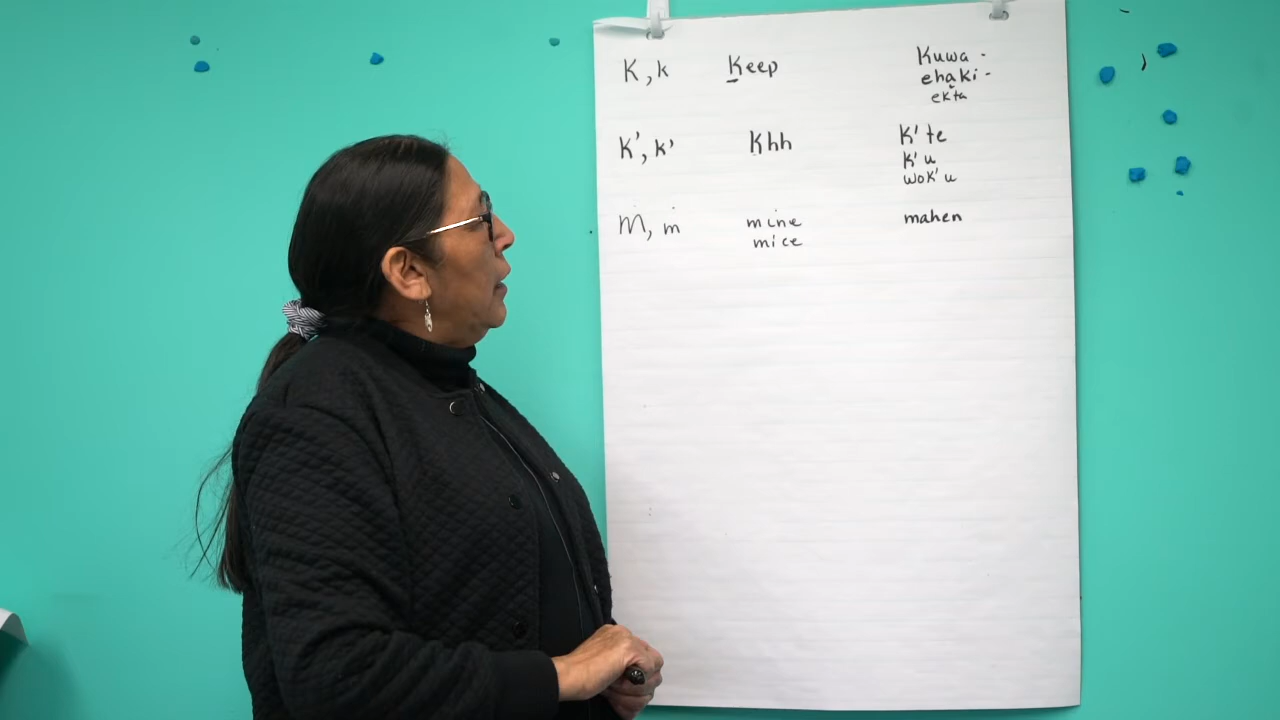 K, k Keep Kuwa -
ehaki -
ekta
K', k' Khh K'te
k'u
wok'u
M, m mine mahen
mice